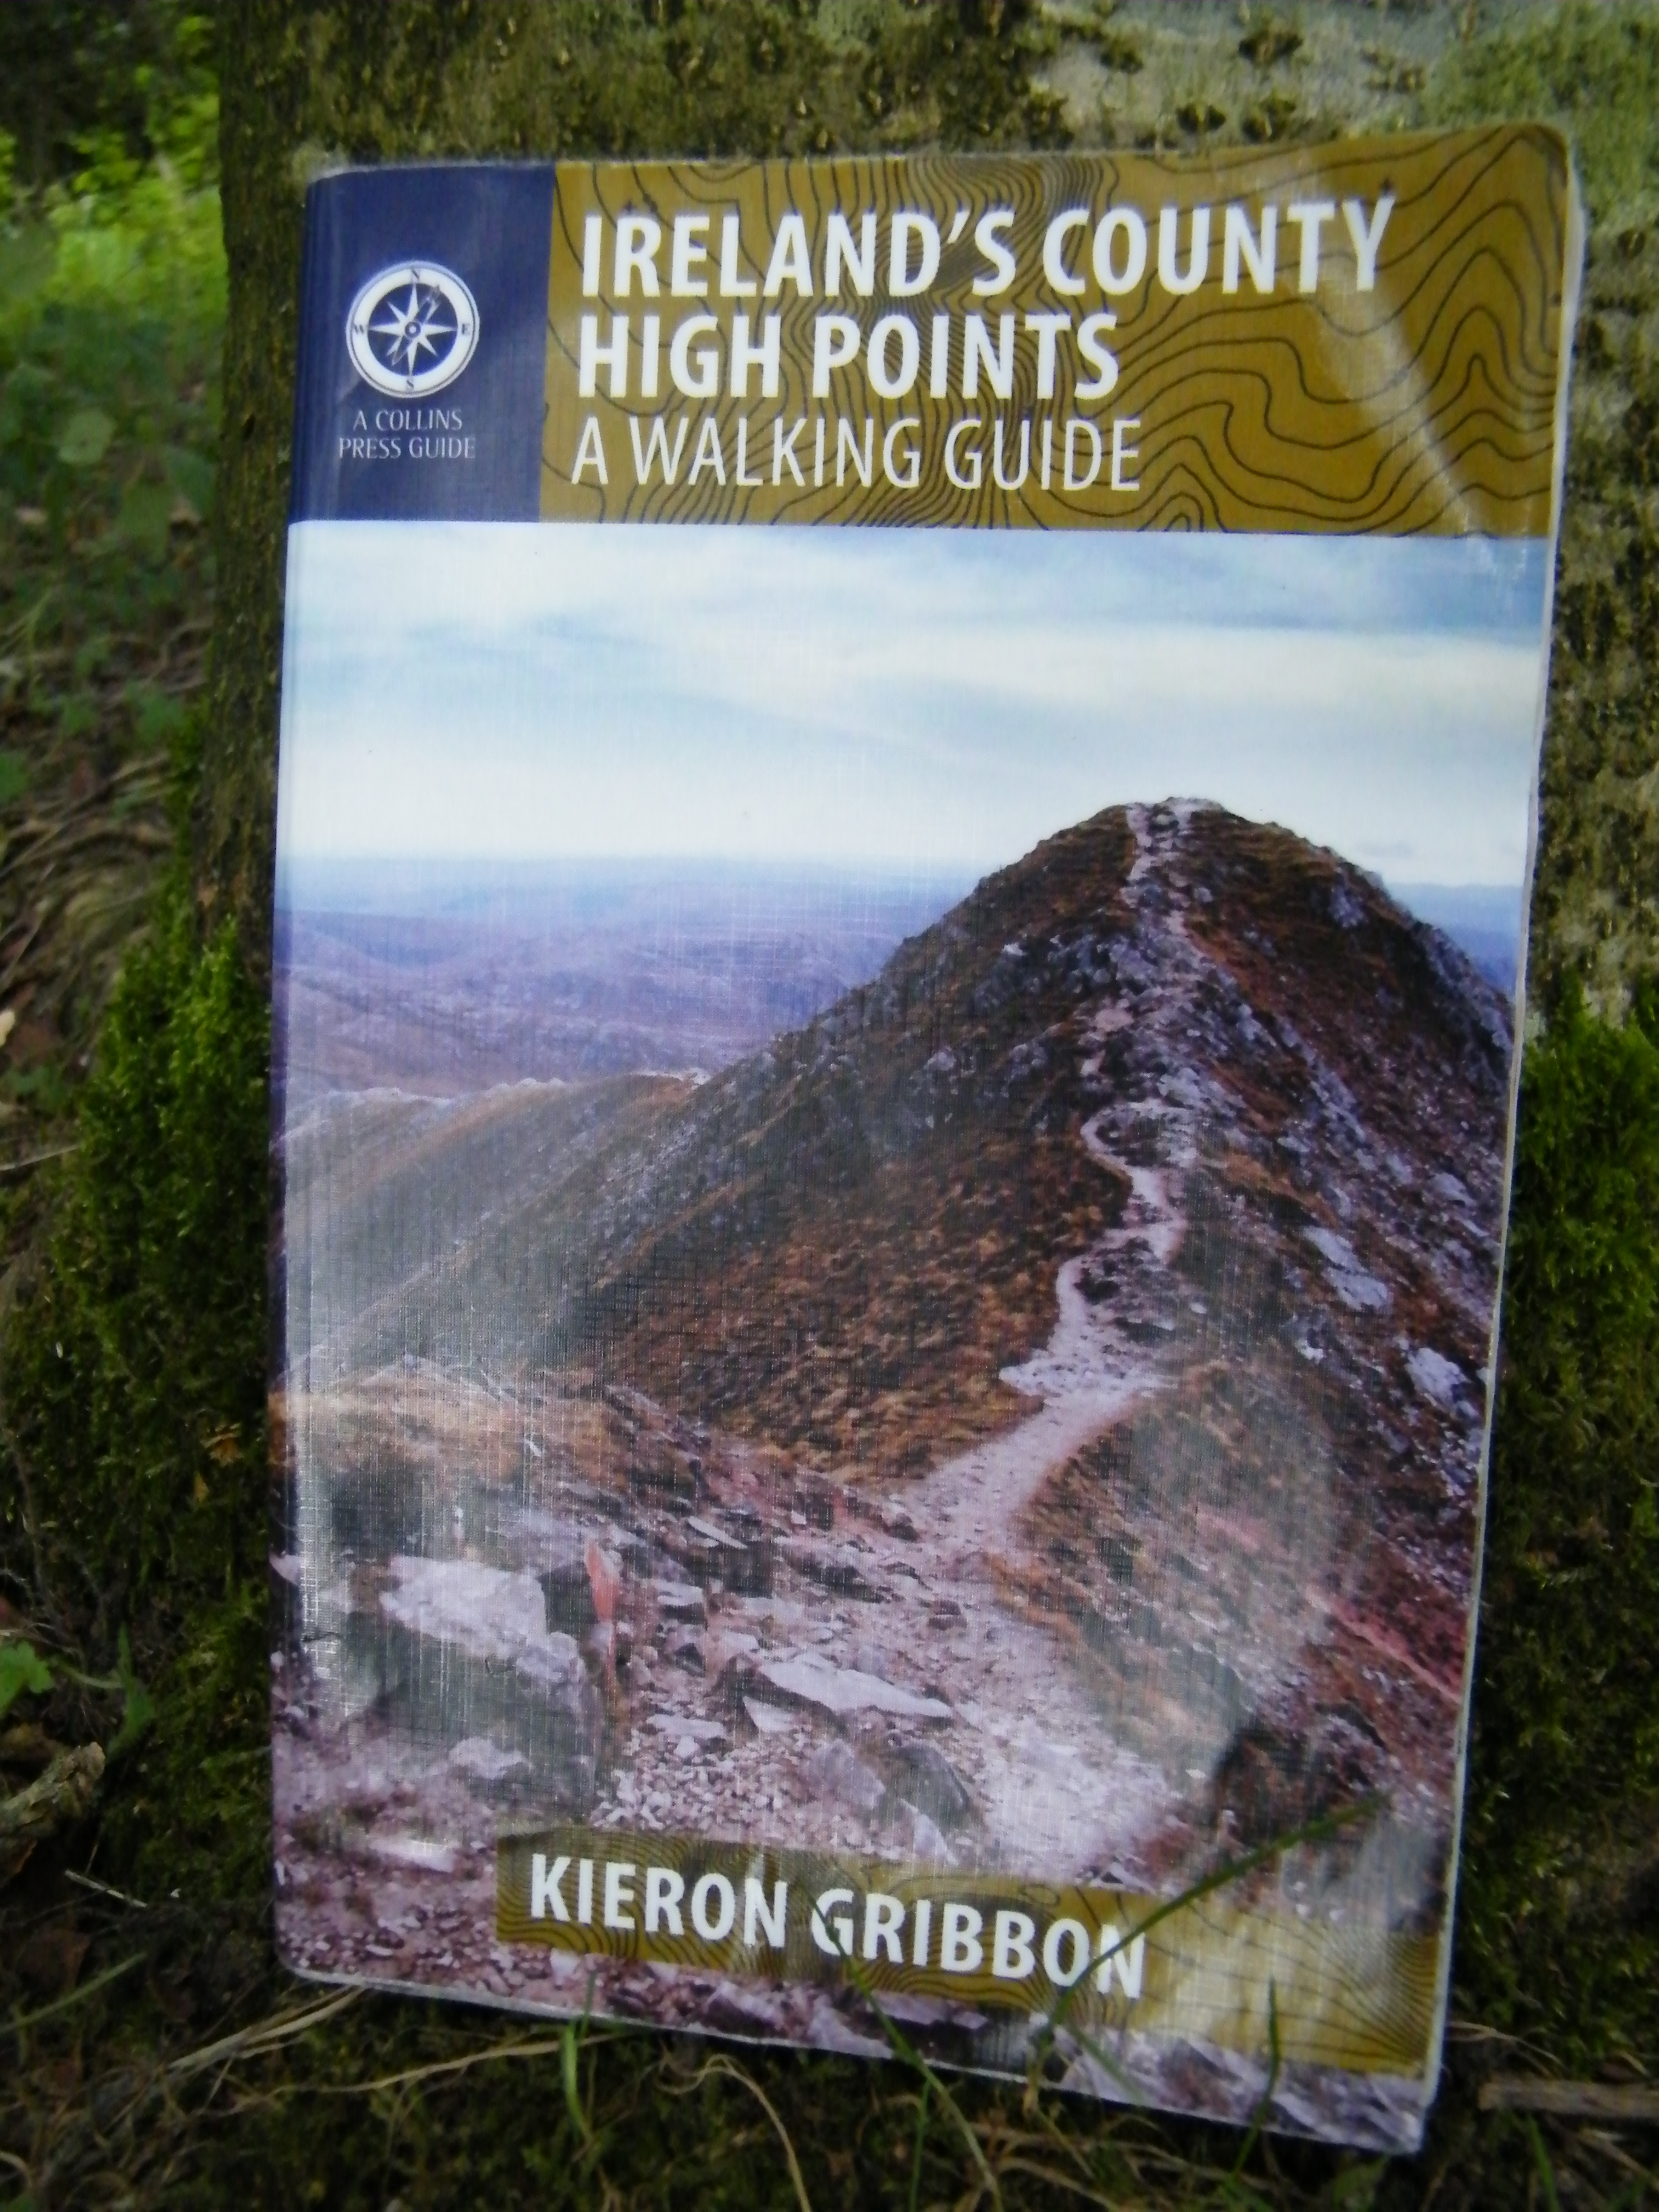 IRELAND'S COUNTY
HIGH POINTS
A WALKING GUIDE
N
W E
S
A COLLINS
PRESS GUIDE
KIERON GRIBBON